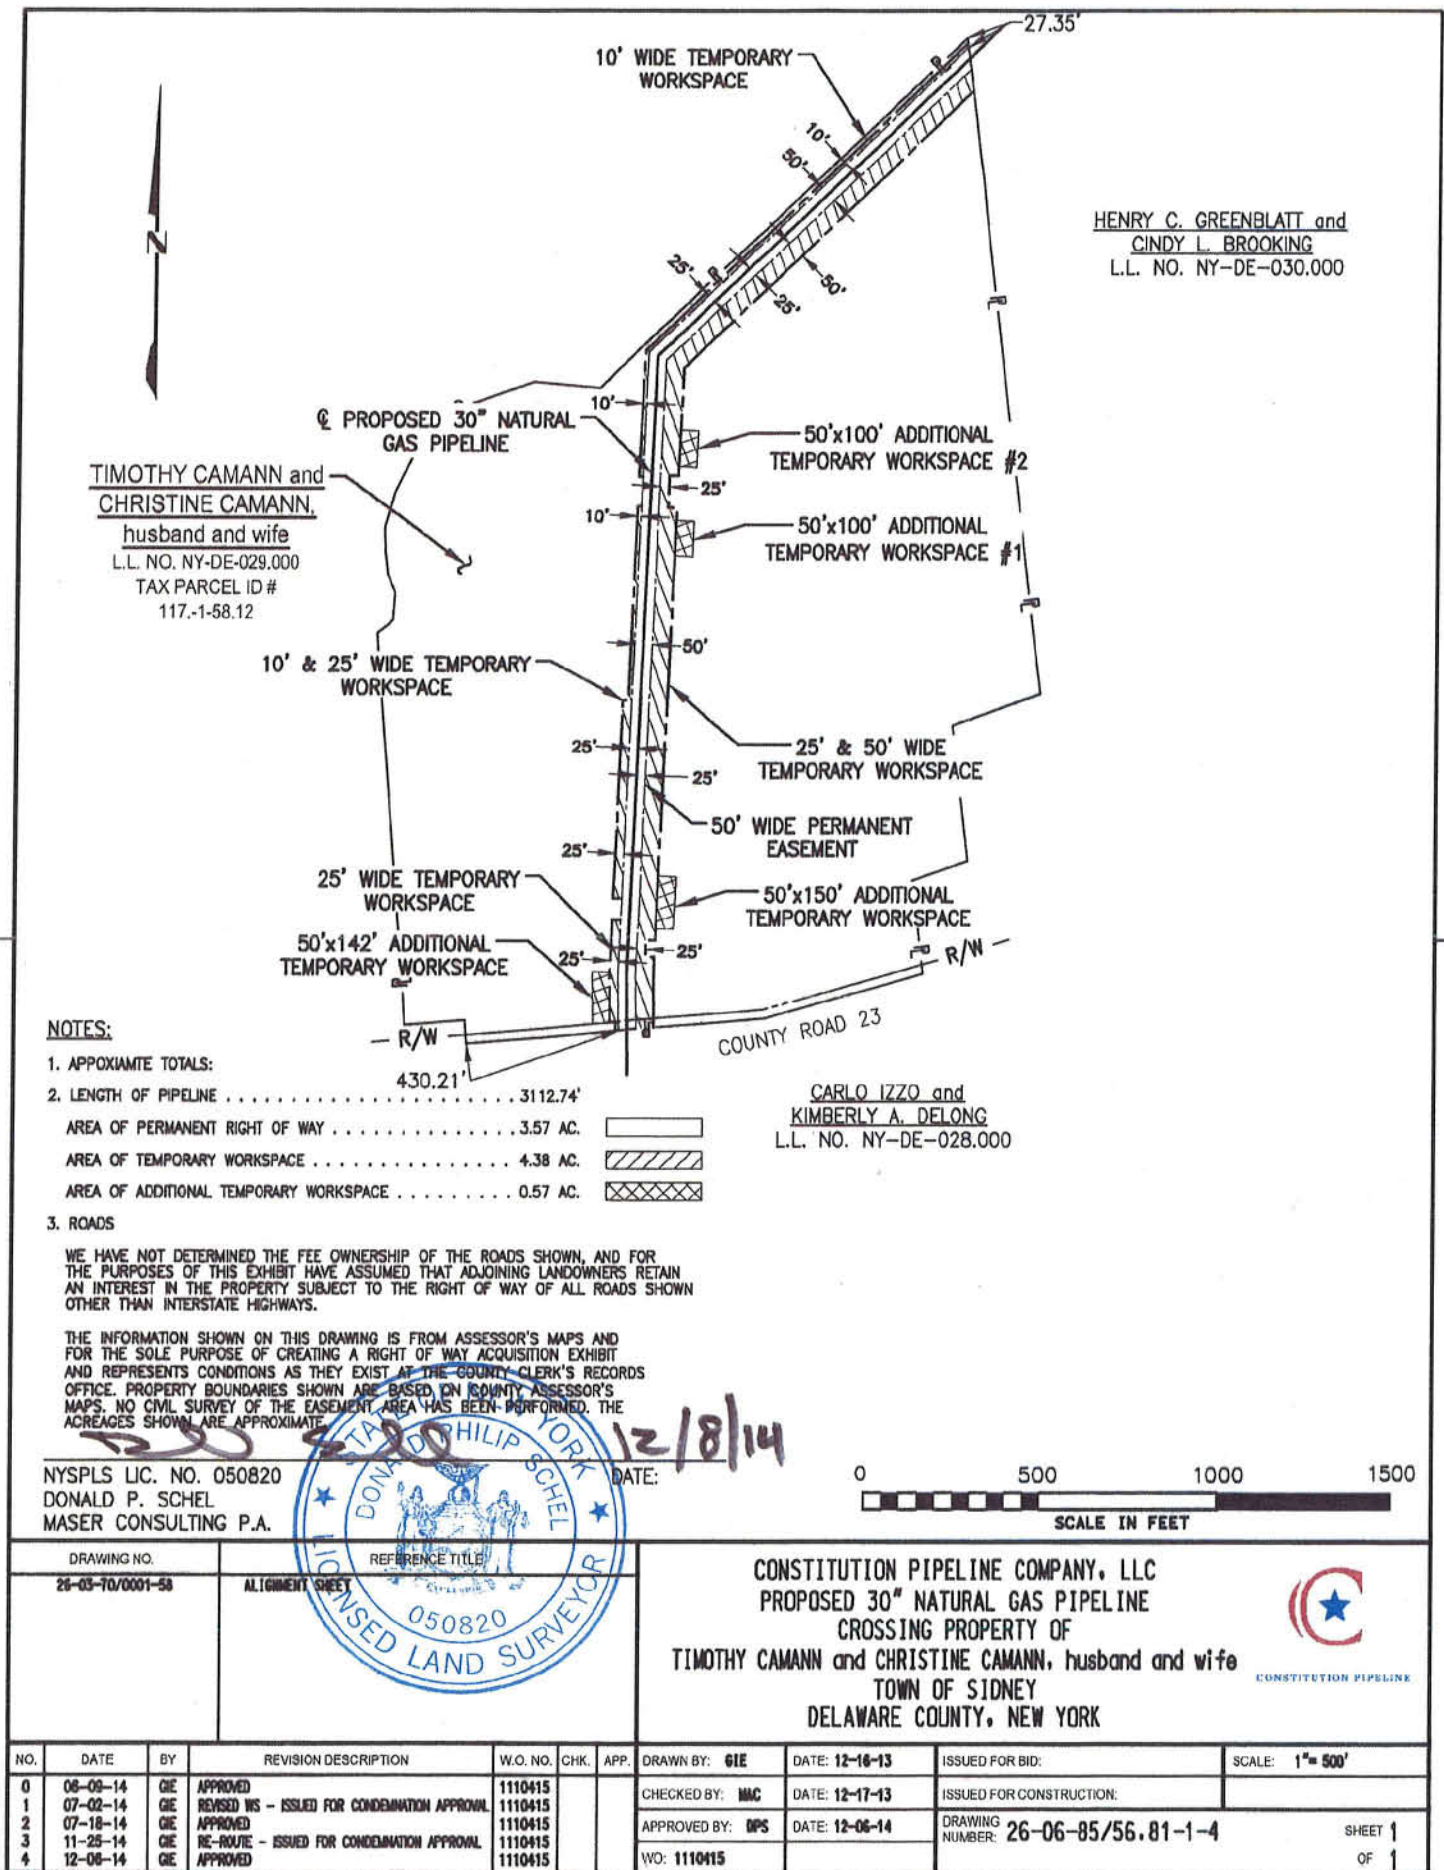 27.35'
10' WIDE TEMPORARY
WORKSPACE
10'
50'
N
HENRY C. GREENBLATT and
CINDY L. BROOKING
L.L. NO. NY-DE-030.000
25'
50'
25'
10'
℄ PROPOSED 30" NATURAL
GAS PIPELINE
50'x100' ADDITIONAL
TEMPORARY WORKSPACE #2
TIMOTHY CAMANN and
CHRISTINE CAMANN,
husband and wife
L.L. NO. NY-DE-029.000
TAX PARCEL ID #
117.-1-58.12
25'
10'
50'x100' ADDITIONAL
TEMPORARY WORKSPACE #1
50'
10' & 25' WIDE TEMPORARY
WORKSPACE
25'
25'
25' & 50' WIDE
TEMPORARY WORKSPACE
50' WIDE PERMANENT
EASEMENT
25'
25' WIDE TEMPORARY
WORKSPACE
50'x150' ADDITIONAL
TEMPORARY WORKSPACE
50'x142' ADDITIONAL
TEMPORARY WORKSPACE
25'
25'
R/W
R/W
COUNTY ROAD 23
430.21'
CARLO IZZO and
KIMBERLY A. DELONG
L.L. NO. NY-DE-028.000
NOTES:
1. APPOXIAMTE TOTALS:
2. LENGTH OF PIPELINE . . . . . . . . . . . . . . . . . . . . . . . 3112.74'
AREA OF PERMANENT RIGHT OF WAY . . . . . . . . . . . . . . . 3.57 AC.
AREA OF TEMPORARY WORKSPACE . . . . . . . . . . . . . . . . 4.38 AC.
AREA OF ADDITIONAL TEMPORARY WORKSPACE . . . . . . . . . . 0.57 AC.
3. ROADS
WE HAVE NOT DETERMINED THE FEE OWNERSHIP OF THE ROADS SHOWN, AND FOR
THE PURPOSES OF THIS EXHIBIT HAVE ASSUMED THAT ADJOINING LANDOWNERS RETAIN
AN INTEREST IN THE PROPERTY SUBJECT TO THE RIGHT OF WAY OF ALL ROADS SHOWN
OTHER THAN INTERSTATE HIGHWAYS.
THE INFORMATION SHOWN ON THIS DRAWING IS FROM ASSESSOR'S MAPS AND
FOR THE SOLE PURPOSE OF CREATING A RIGHT OF WAY ACQUISITION EXHIBIT
AND REPRESENTS CONDITIONS AS THEY EXIST AT THE COUNTY CLERK'S RECORDS
OFFICE. PROPERTY BOUNDARIES SHOWN ARE BASED ON COUNTY ASSESSOR'S
MAPS. NO CIVIL SURVEY OF THE EASEMENT AREA HAS BEEN PERFORMED. THE
ACREAGES SHOWN ARE APPROXIMATE.
12/8/14
NYSPLS LIC. NO. 050820
DONALD P. SCHEL
MASER CONSULTING P.A.
DATE:
STATE OF NEW YORK
DONALD PHILIP SCHEL
050820
LICENSED LAND SURVEYOR
0 500 1000 1500
SCALE IN FEET
DRAWING NO. REFERENCE TITLE
26-03-70/0001-58 ALIGNMENT SHEET
CONSTITUTION PIPELINE COMPANY, LLC
PROPOSED 30" NATURAL GAS PIPELINE
CROSSING PROPERTY OF
TIMOTHY CAMANN and CHRISTINE CAMANN, husband and wife
TOWN OF SIDNEY
DELAWARE COUNTY, NEW YORK
CONSTITUTION PIPELINE
NO. DATE BY REVISION DESCRIPTION W.O. NO. CHK. APP.
0 06-09-14 GIE APPROVED 1110415
1 07-02-14 GIE REVISED WS - ISSUED FOR CONDEMNATION APPROVAL 1110415
2 07-18-14 GIE APPROVED 1110415
3 11-25-14 GIE RE-ROUTE - ISSUED FOR CONDEMNATION APPROVAL 1110415
4 12-06-14 GIE APPROVED 1110415
DRAWN BY: GIE DATE: 12-16-13 ISSUED FOR BID: SCALE: 1"= 500'
CHECKED BY: MAC DATE: 12-17-13 ISSUED FOR CONSTRUCTION:
APPROVED BY: DPS DATE: 12-06-14 DRAWING NUMBER: 26-06-85/56.81-1-4 SHEET 1
WO: 1110415 OF 1